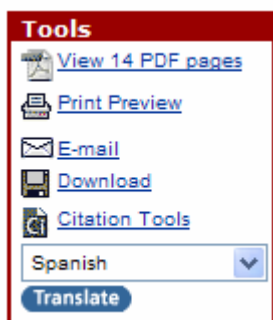 Tools
View 14 PDF pages
Print Preview
E-mail
Download
Citation Tools
Spanish
Translate